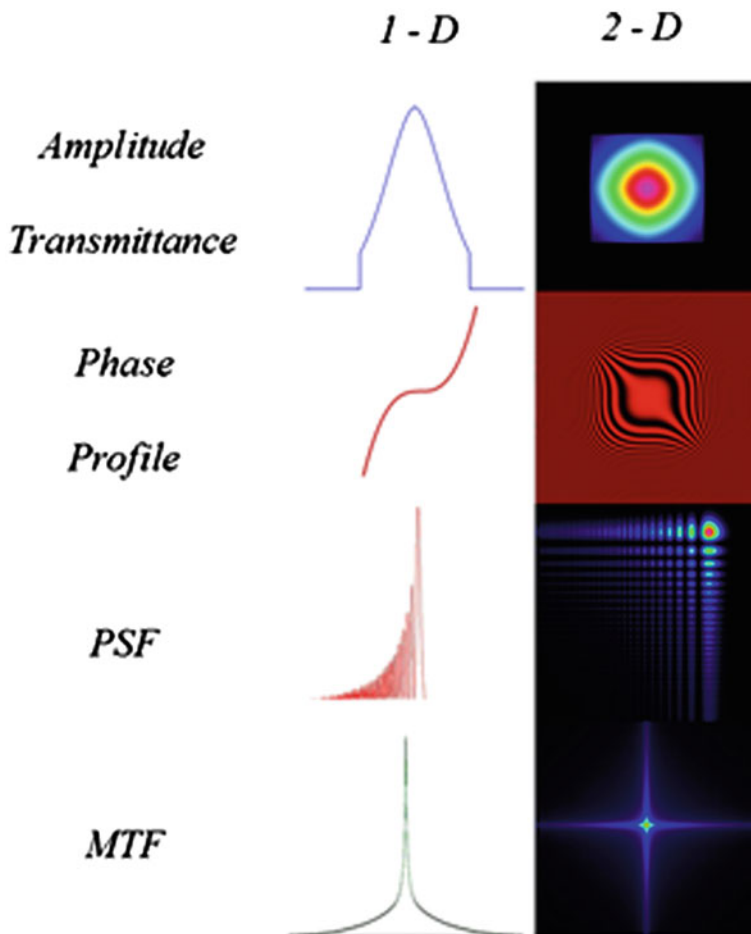 1 - D 2 - D
Amplitude
Transmittance
Phase
Profile
PSF
MTF